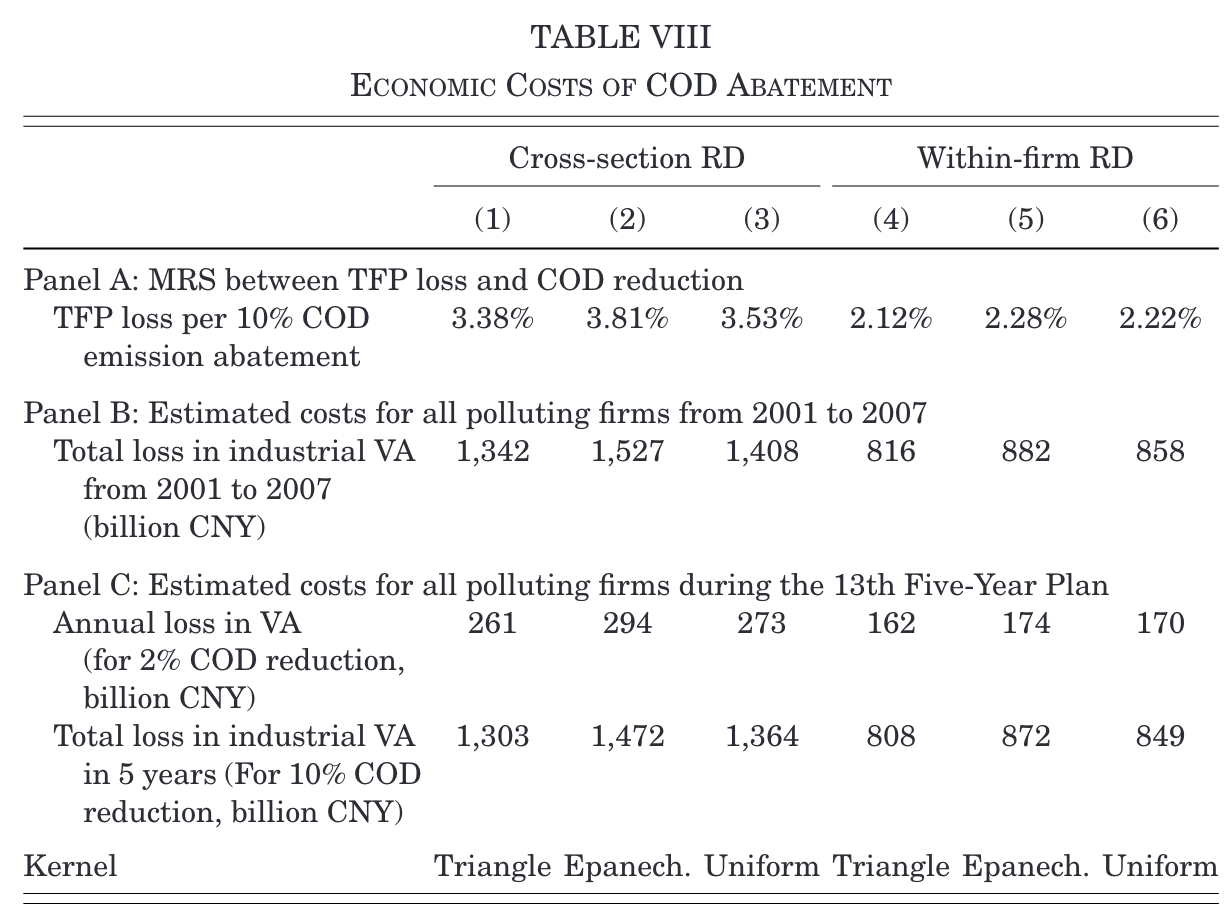 TABLE VIII
ECONOMIC COSTS OF COD ABATEMENT
Cross-section RD Within-firm RD
(1) (2) (3) (4) (5) (6)
Panel A: MRS between TFP loss and COD reduction
TFP loss per 10% COD 3.38% 3.81% 3.53% 2.12% 2.28% 2.22%
emission abatement
Panel B: Estimated costs for all polluting firms from 2001 to 2007
Total loss in industrial VA 1,342 1,527 1,408 816 882 858
from 2001 to 2007
(billion CNY)
Panel C: Estimated costs for all polluting firms during the 13th Five-Year Plan
Annual loss in VA 261 294 273 162 174 170
(for 2% COD reduction,
billion CNY)
Total loss in industrial VA 1,303 1,472 1,364 808 872 849
in 5 years (For 10% COD
reduction, billion CNY)
Kernel Triangle Epanech. Uniform Triangle Epanech. Uniform